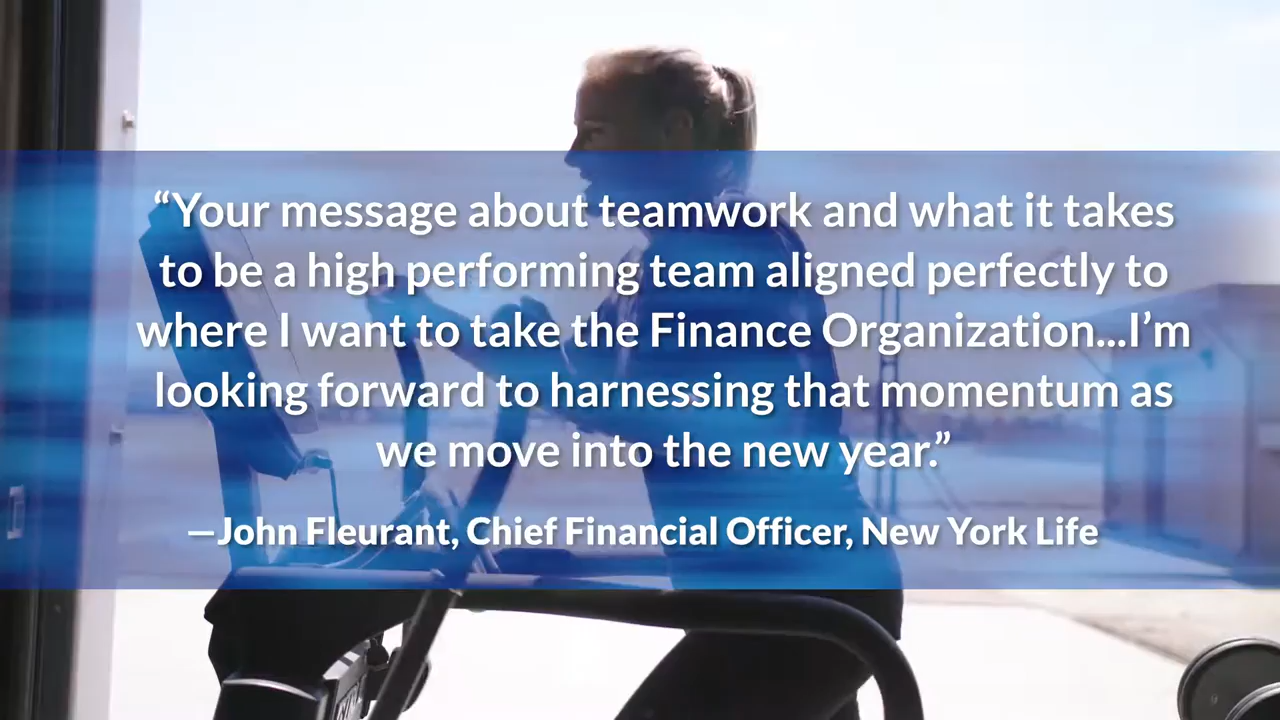 “Your message about teamwork and what it takes
to be a high performing team aligned perfectly to
where I want to take the Finance Organization...I’m
looking forward to harnessing that momentum as
we move into the new year.”
—John Fleurant, Chief Financial Officer, New York Life